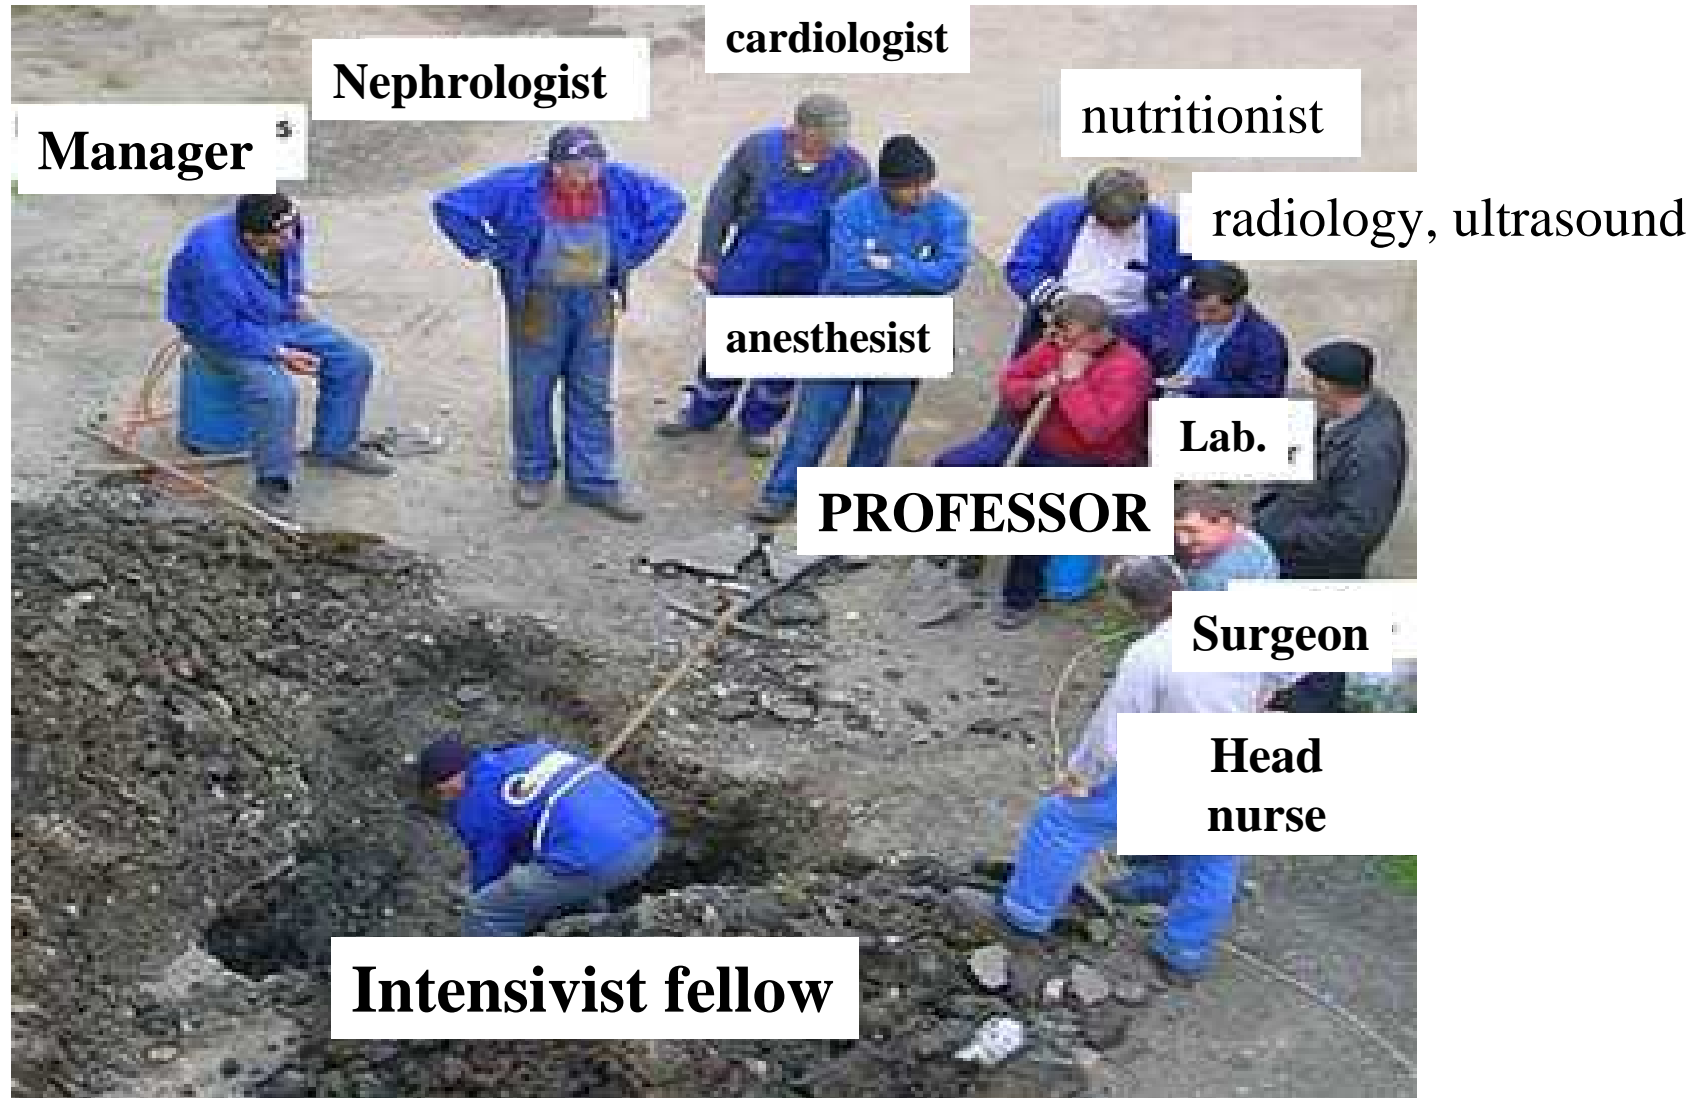 cardiologist
Nephrologist
nutritionist
Manager
s
radiology, ultrasound
anesthesist
Lab.
r
PROFESSOR
Surgeon
Head
nurse
Intensivist fellow